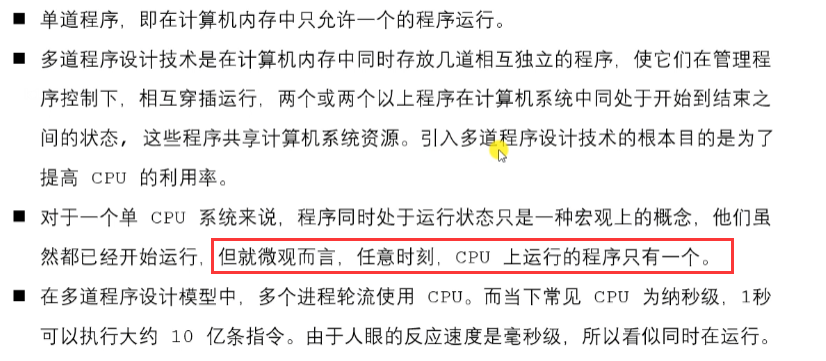 ■ 单道程序，即在计算机内存中只允许一个的程序运行。
■ 多道程序设计技术是在计算机内存中同时存放几道相互独立的程序，使它们在管理程
序控制下，相互穿插运行，两个或两个以上程序在计算机系统中同处于开始到结束之
间的状态，这些程序共享计算机系统资源。引入多道程序设计技术的根本目的是为了
提高 CPU 的利用率。
■ 对于一个单 CPU 系统来说，程序同时处于运行状态只是一种宏观上的概念，他们虽
然都已经开始运行，但就微观而言，任意时刻，CPU 上运行的程序只有一个。
■ 在多道程序设计模型中，多个进程轮流使用 CPU。而当下常见 CPU 为纳秒级，1秒
可以执行大约 10 亿条指令。由于人眼的反应速度是毫秒级，所以看似同时在运行。